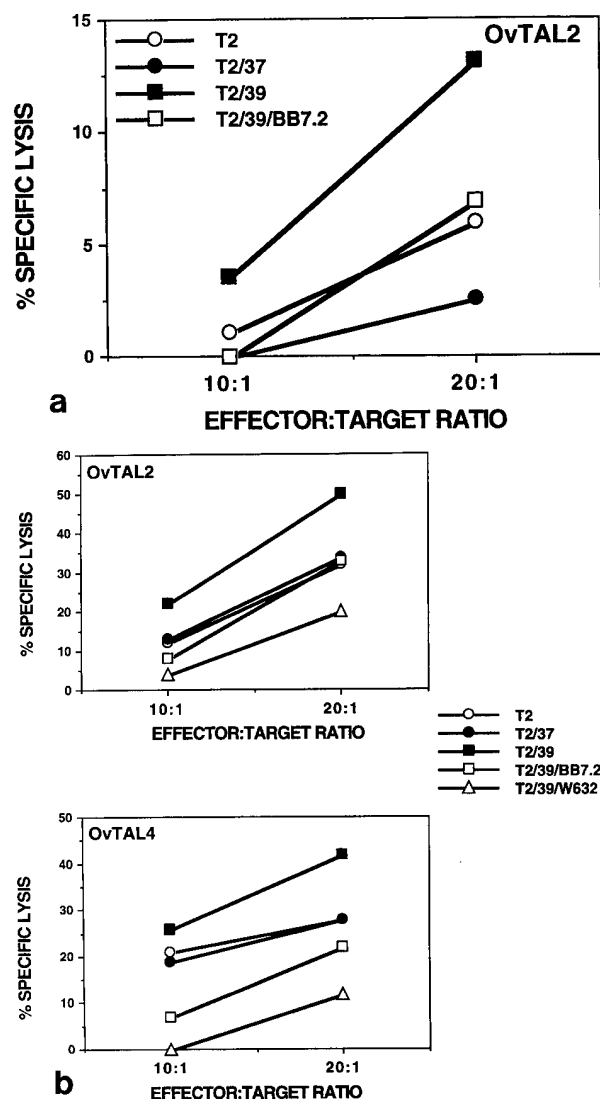 15
10
5
0
% SPECIFIC LYSIS
OvTAL2
T2
T2/37
T2/39
T2/39/BB7.2
10:1
20:1
EFFECTOR:TARGET RATIO
a
60
50
40
30
20
10
0
% SPECIFIC LYSIS
OvTAL2
10:1
20:1
EFFECTOR:TARGET RATIO
T2
T2/37
T2/39
T2/39/BB7.2
T2/39/W632
50
40
30
20
10
0
% SPECIFIC LYSIS
OvTAL4
10:1
20:1
EFFECTOR:TARGET RATIO
b